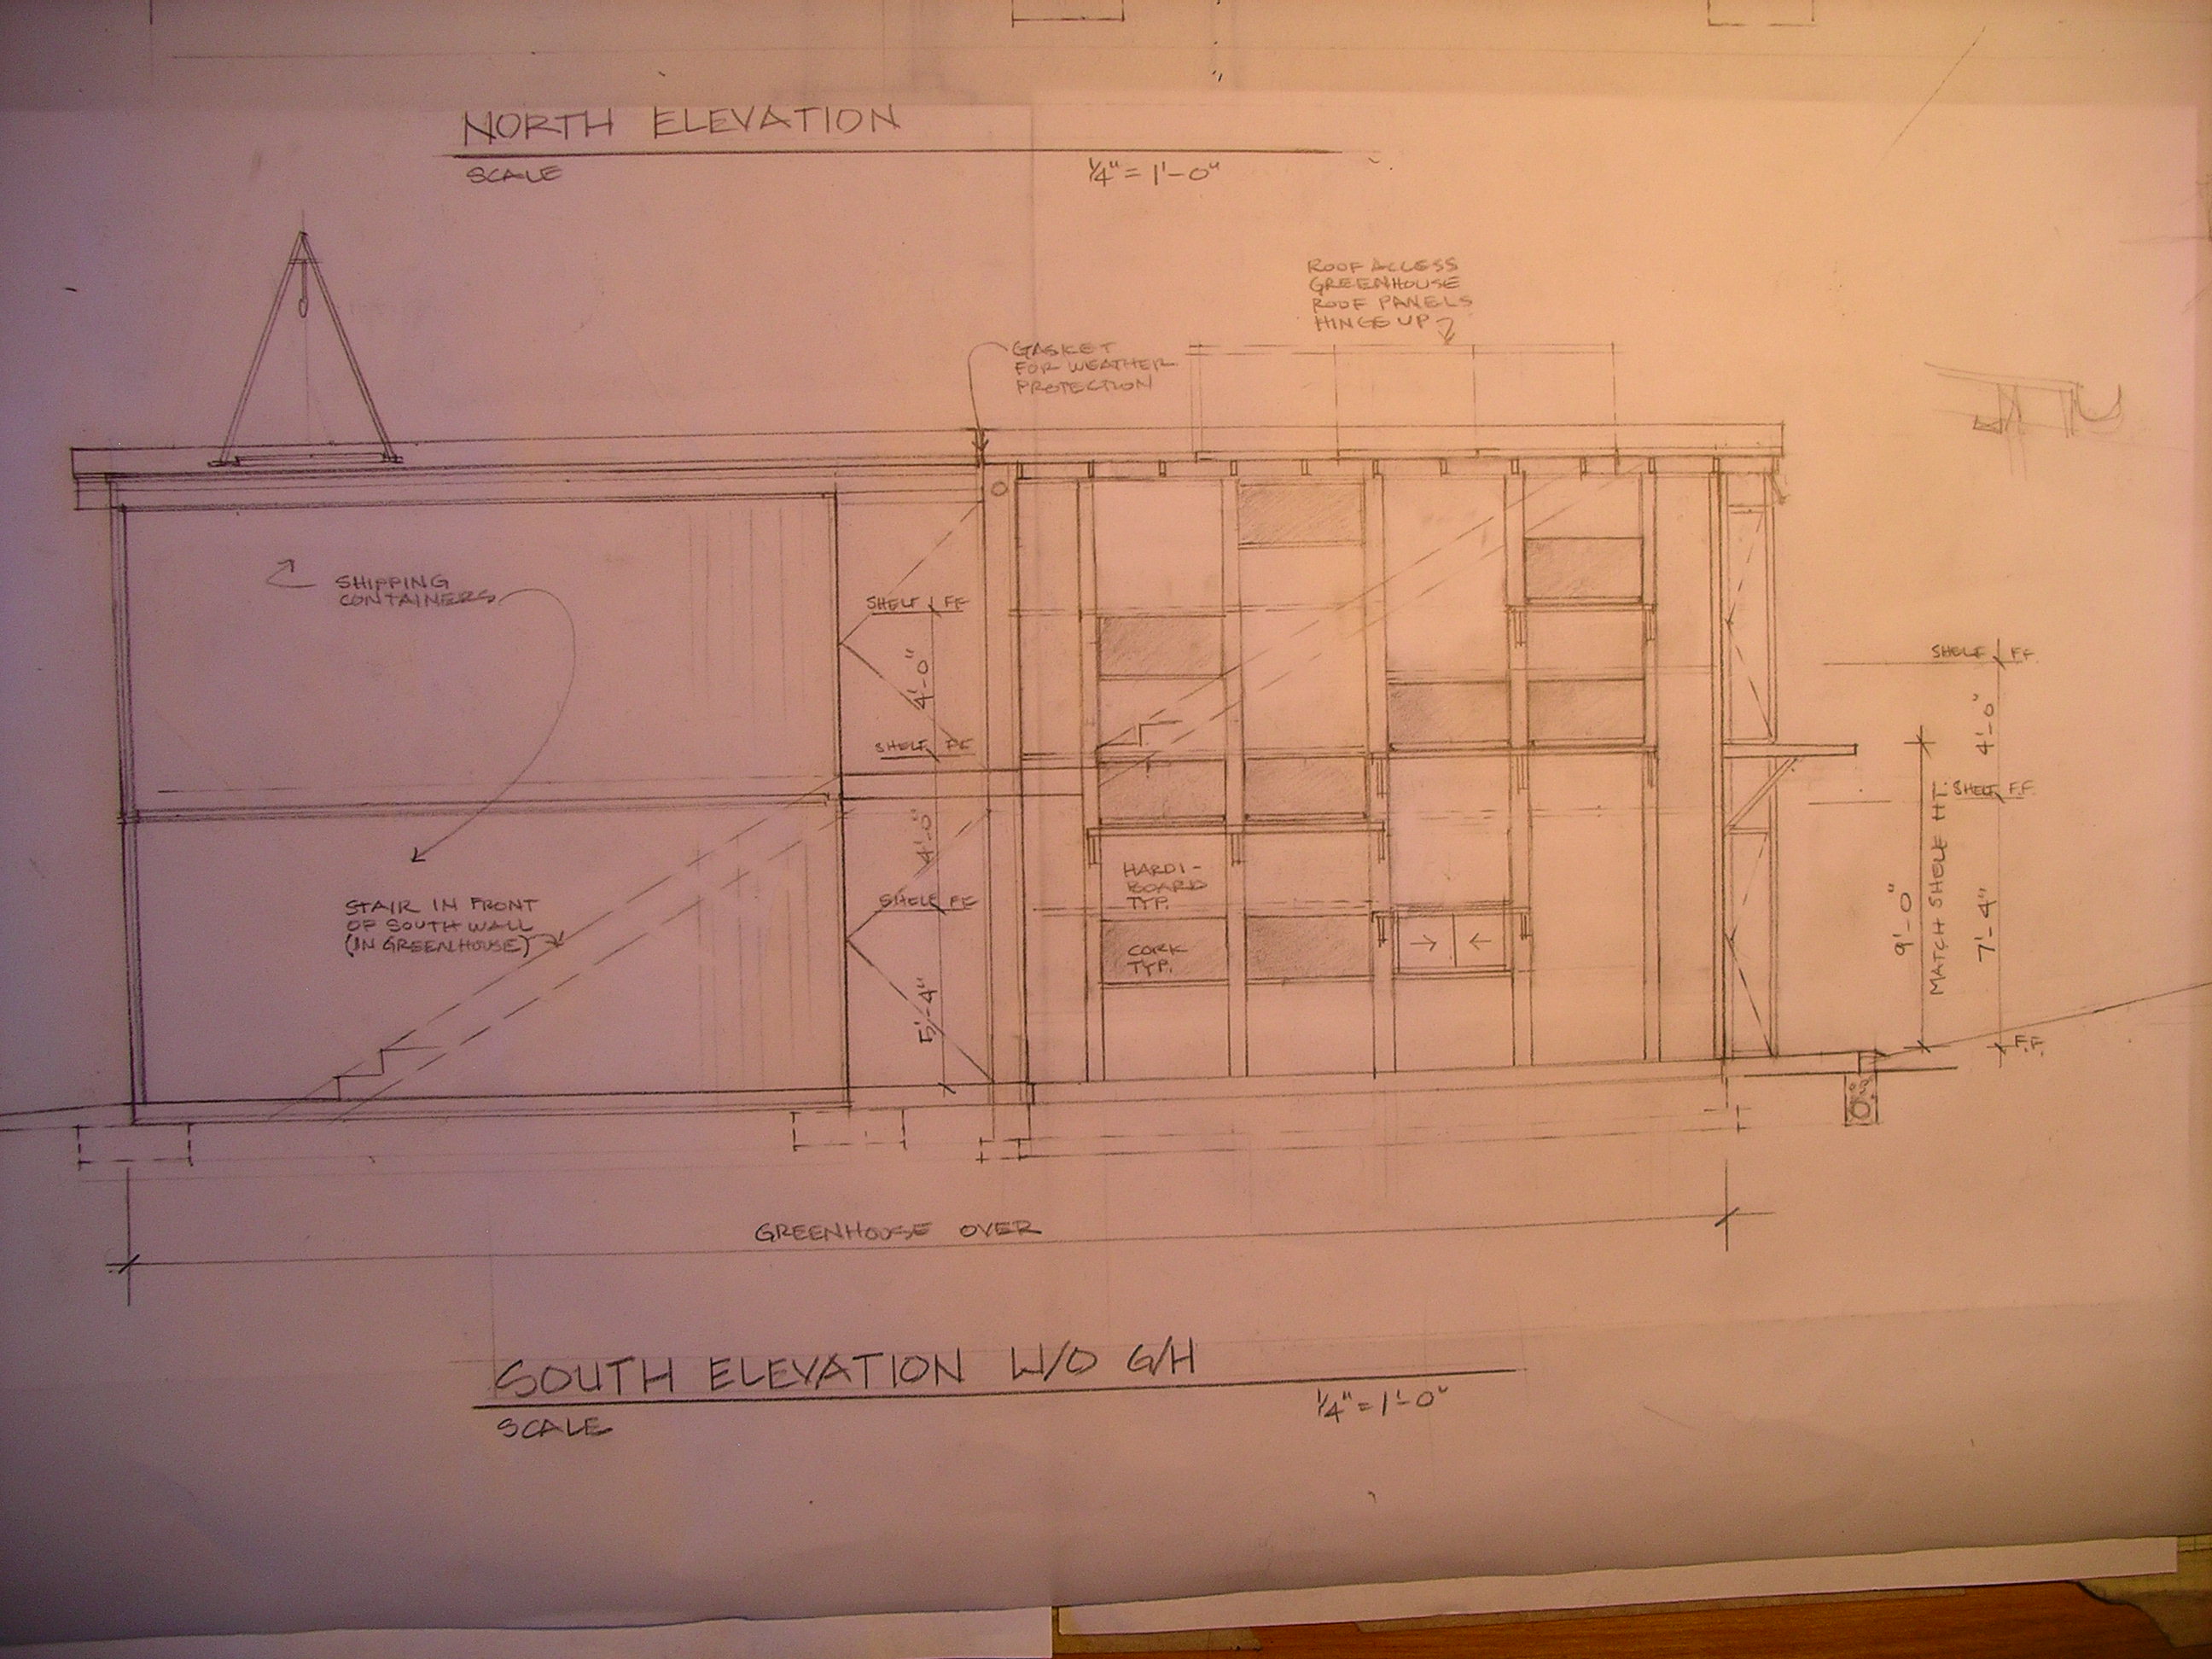 NORTH ELEVATION
SCALE
1/4" = 1'-0"
ROOF ACCESS
GREENHOUSE
ROOF PANELS
HINGE UP
GASKET
FOR WEATHER
PROTECTION
SHIPPING
CONTAINERS
SHELF FF
4'-0"
SHELF FF
4'-0"
SHELF FF
5'-4"
STAIR IN FRONT
OF SOUTH WALL
(IN GREENHOUSE)
HARDI-
BOARD
TYP.
CORK
TYP.
SHELF F.F.
4'-0"
SHELF F.F.
7'-4"
F.F.
9'-0"
MATCH SHELF HT.
GREENHOUSE OVER
SOUTH ELEVATION W/O G/H
SCALE
1/4" = 1'-0"